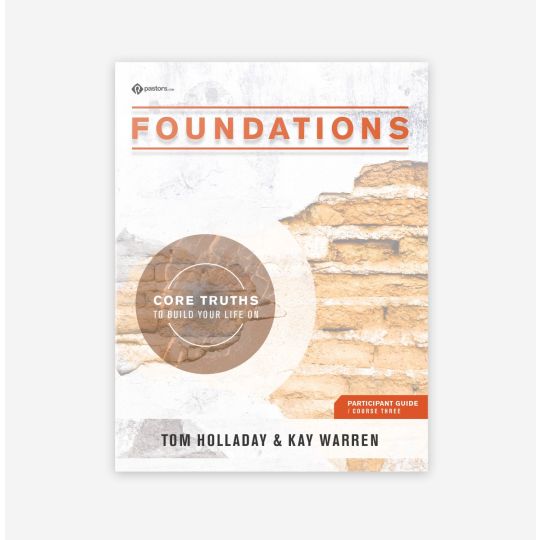 pastors.com
FOUNDATIONS
CORE TRUTHS
TO BUILD YOUR LIFE ON
PARTICIPANT GUIDE
/ COURSE THREE
TOM HOLLADAY & KAY WARREN